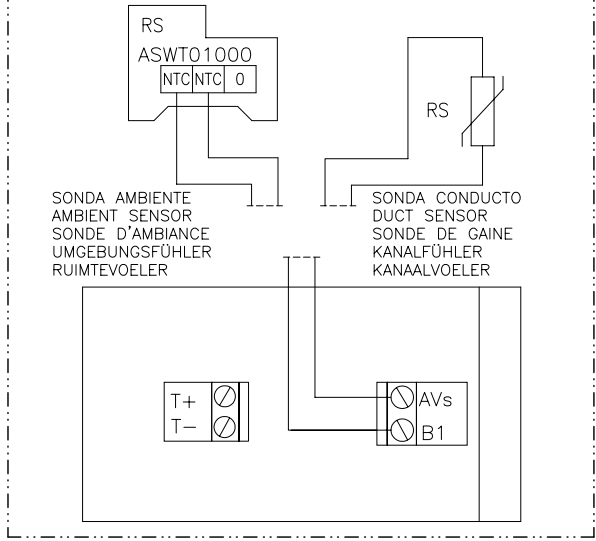 RS
ASWT01000
NTC NTC 0
RS
SONDA AMBIENTE
AMBIENT SENSOR
SONDE D'AMBIANCE
UMGEBUNGSFÜHLER
RUIMTEVOELER
SONDA CONDUCTO
DUCT SENSOR
SONDE DE GAINE
KANALFÜHLER
KANAALVOELER
T+
T−
AVs
B1